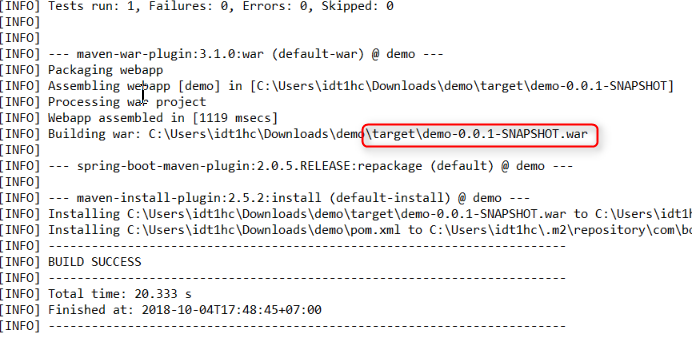 [INFO] Tests run: 1, Failures: 0, Errors: 0, Skipped: 0
[INFO]
[INFO]
[INFO] --- maven-war-plugin:3.1.0:war (default-war) @ demo ---
[INFO] Packaging webapp
[INFO] Assembling webapp [demo] in [C:\Users\idt1hc\Downloads\demo\target\demo-0.0.1-SNAPSHOT]
[INFO] Processing war project
[INFO] Webapp assembled in [1119 msecs]
[INFO] Building war: C:\Users\idt1hc\Downloads\demo\target\demo-0.0.1-SNAPSHOT.war
[INFO]
[INFO] --- spring-boot-maven-plugin:2.0.5.RELEASE:repackage (default) @ demo ---
[INFO]
[INFO] --- maven-install-plugin:2.5.2:install (default-install) @ demo ---
[INFO] Installing C:\Users\idt1hc\Downloads\demo\target\demo-0.0.1-SNAPSHOT.war to C:\Users\idt1h
[INFO] Installing C:\Users\idt1hc\Downloads\demo\pom.xml to C:\Users\idt1hc\.m2\repository\com\bo
[INFO] ------------------------------------------------------------------------
[INFO] BUILD SUCCESS
[INFO] ------------------------------------------------------------------------
[INFO] Total time: 20.333 s
[INFO] Finished at: 2018-10-04T17:48:45+07:00
[INFO] ------------------------------------------------------------------------